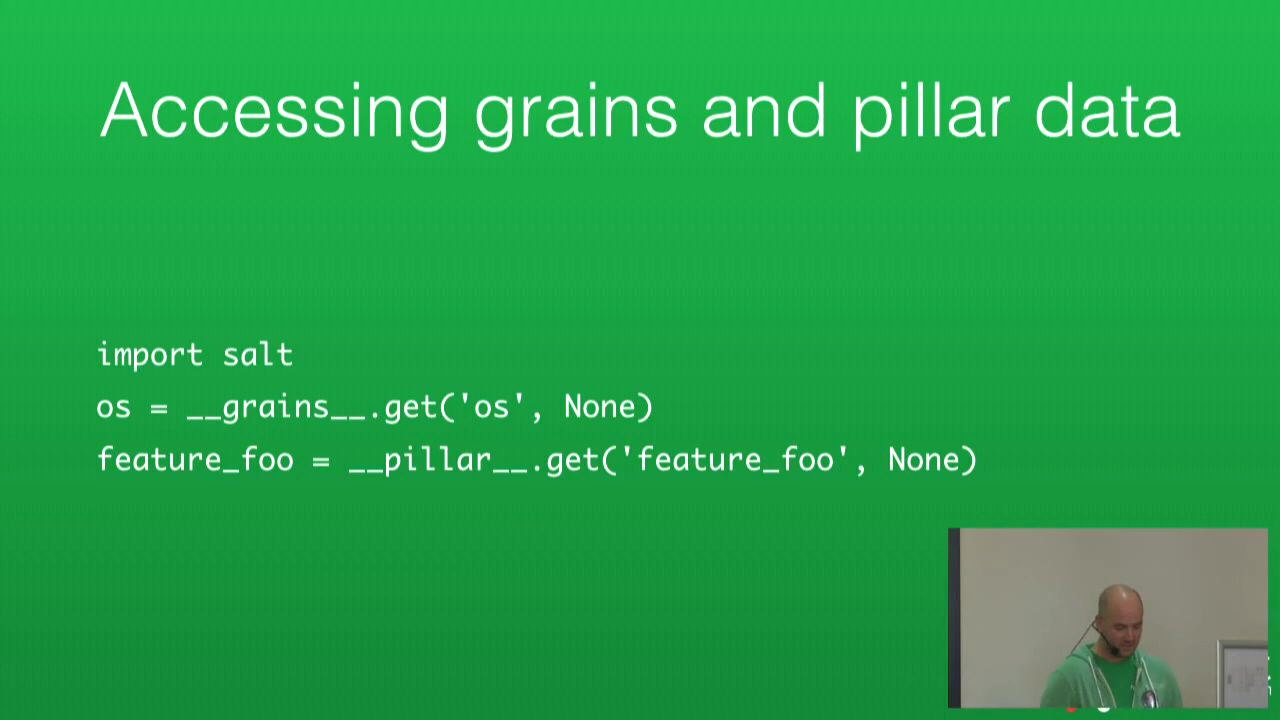 Accessing grains and pillar data
import salt
os = __grains__.get('os', None)
feature_foo = __pillar__.get('feature_foo', None)